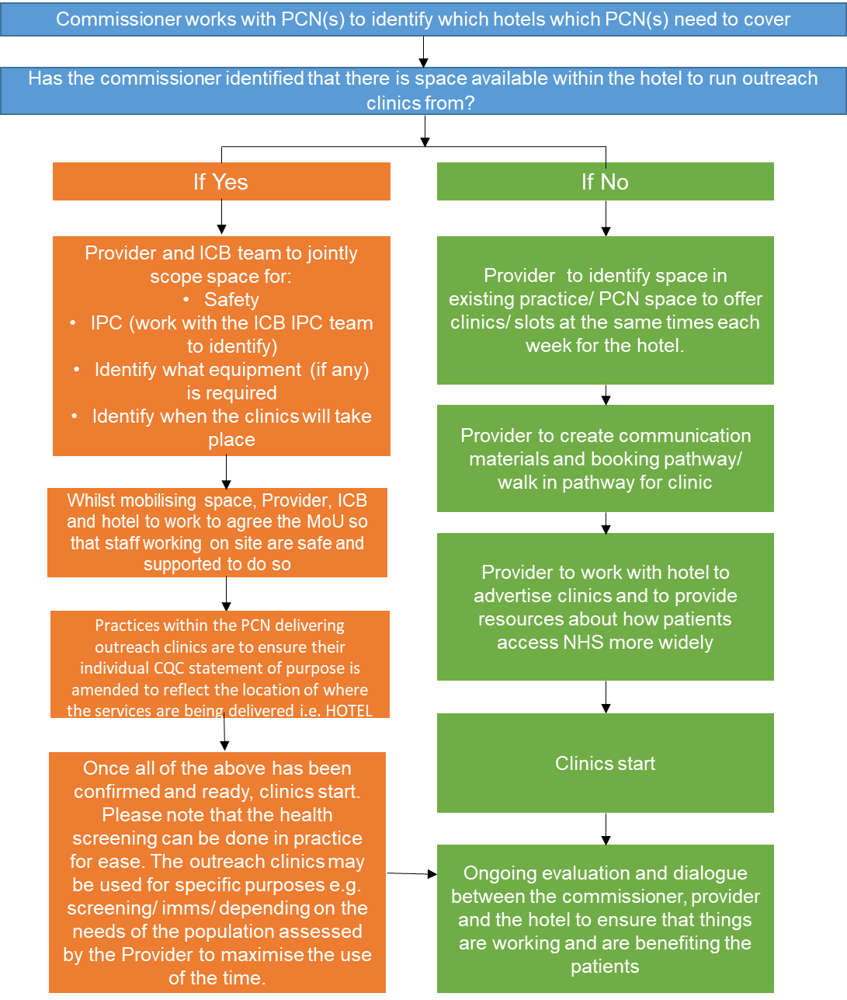 Commissioner works with PCN(s) to identify which hotels which PCN(s) need to cover
Has the commissioner identified that there is space available within the hotel to run outreach
clinics from?
If Yes
Provider and ICB team to jointly
scope space for:
• Safety
• IPC (work with the ICB IPC team
to identify)
• Identify what equipment (if any)
is required
• Identify when the clinics will take
place
Whilst mobilising space, Provider, ICB
and hotel to work to agree the MoU so
that staff working on site are safe and
supported to do so
Practices within the PCN delivering
outreach clinics are to ensure their
individual CQC statement of purpose is
amended to reflect the location of where
the services are being delivered i.e. HOTEL
Once all of the above has been
confirmed and ready, clinics start.
Please note that the health
screening can be done in practice
for ease. The outreach clinics may
be used for specific purposes e.g.
screening/ imms/ depending on the
needs of the population assessed
by the Provider to maximise the use
of the time.
If No
Provider to identify space in
existing practice/ PCN space to offer
clinics/ slots at the same times each
week for the hotel.
Provider to create communication
materials and booking pathway/
walk in pathway for clinic
Provider to work with hotel to
advertise clinics and to provide
resources about how patients
access NHS more widely
Clinics start
Ongoing evaluation and dialogue
between the commissioner, provider
and the hotel to ensure that things
are working and are benefiting the
patients